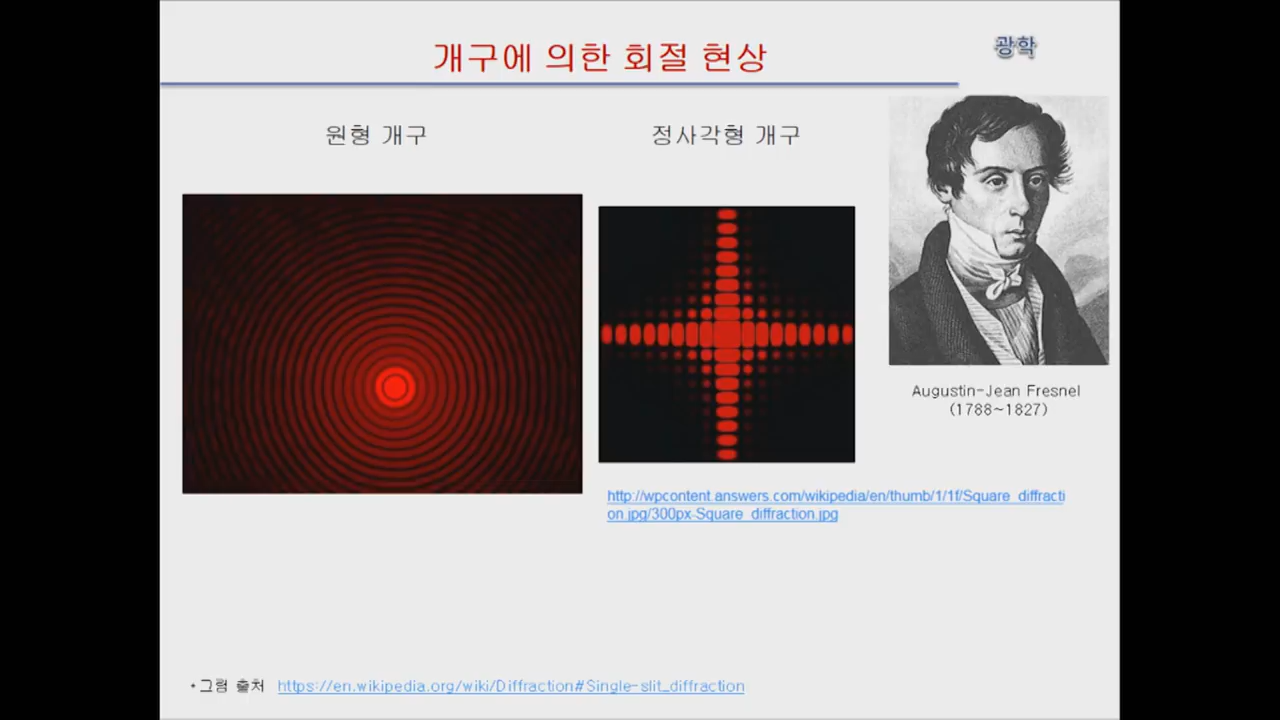 개구에 의한 회절 현상
광학
원형 개구
정사각형 개구
Augustin-Jean Fresnel
(1788~1827)
http://wpcontent.answers.com/wikipedia/en/thumb/1/1f/Square_diffracti
on.jpg/300px-Square_diffraction.jpg
*그림 출처 https://en.wikipedia.org/wiki/Diffraction#Single-slit_diffraction